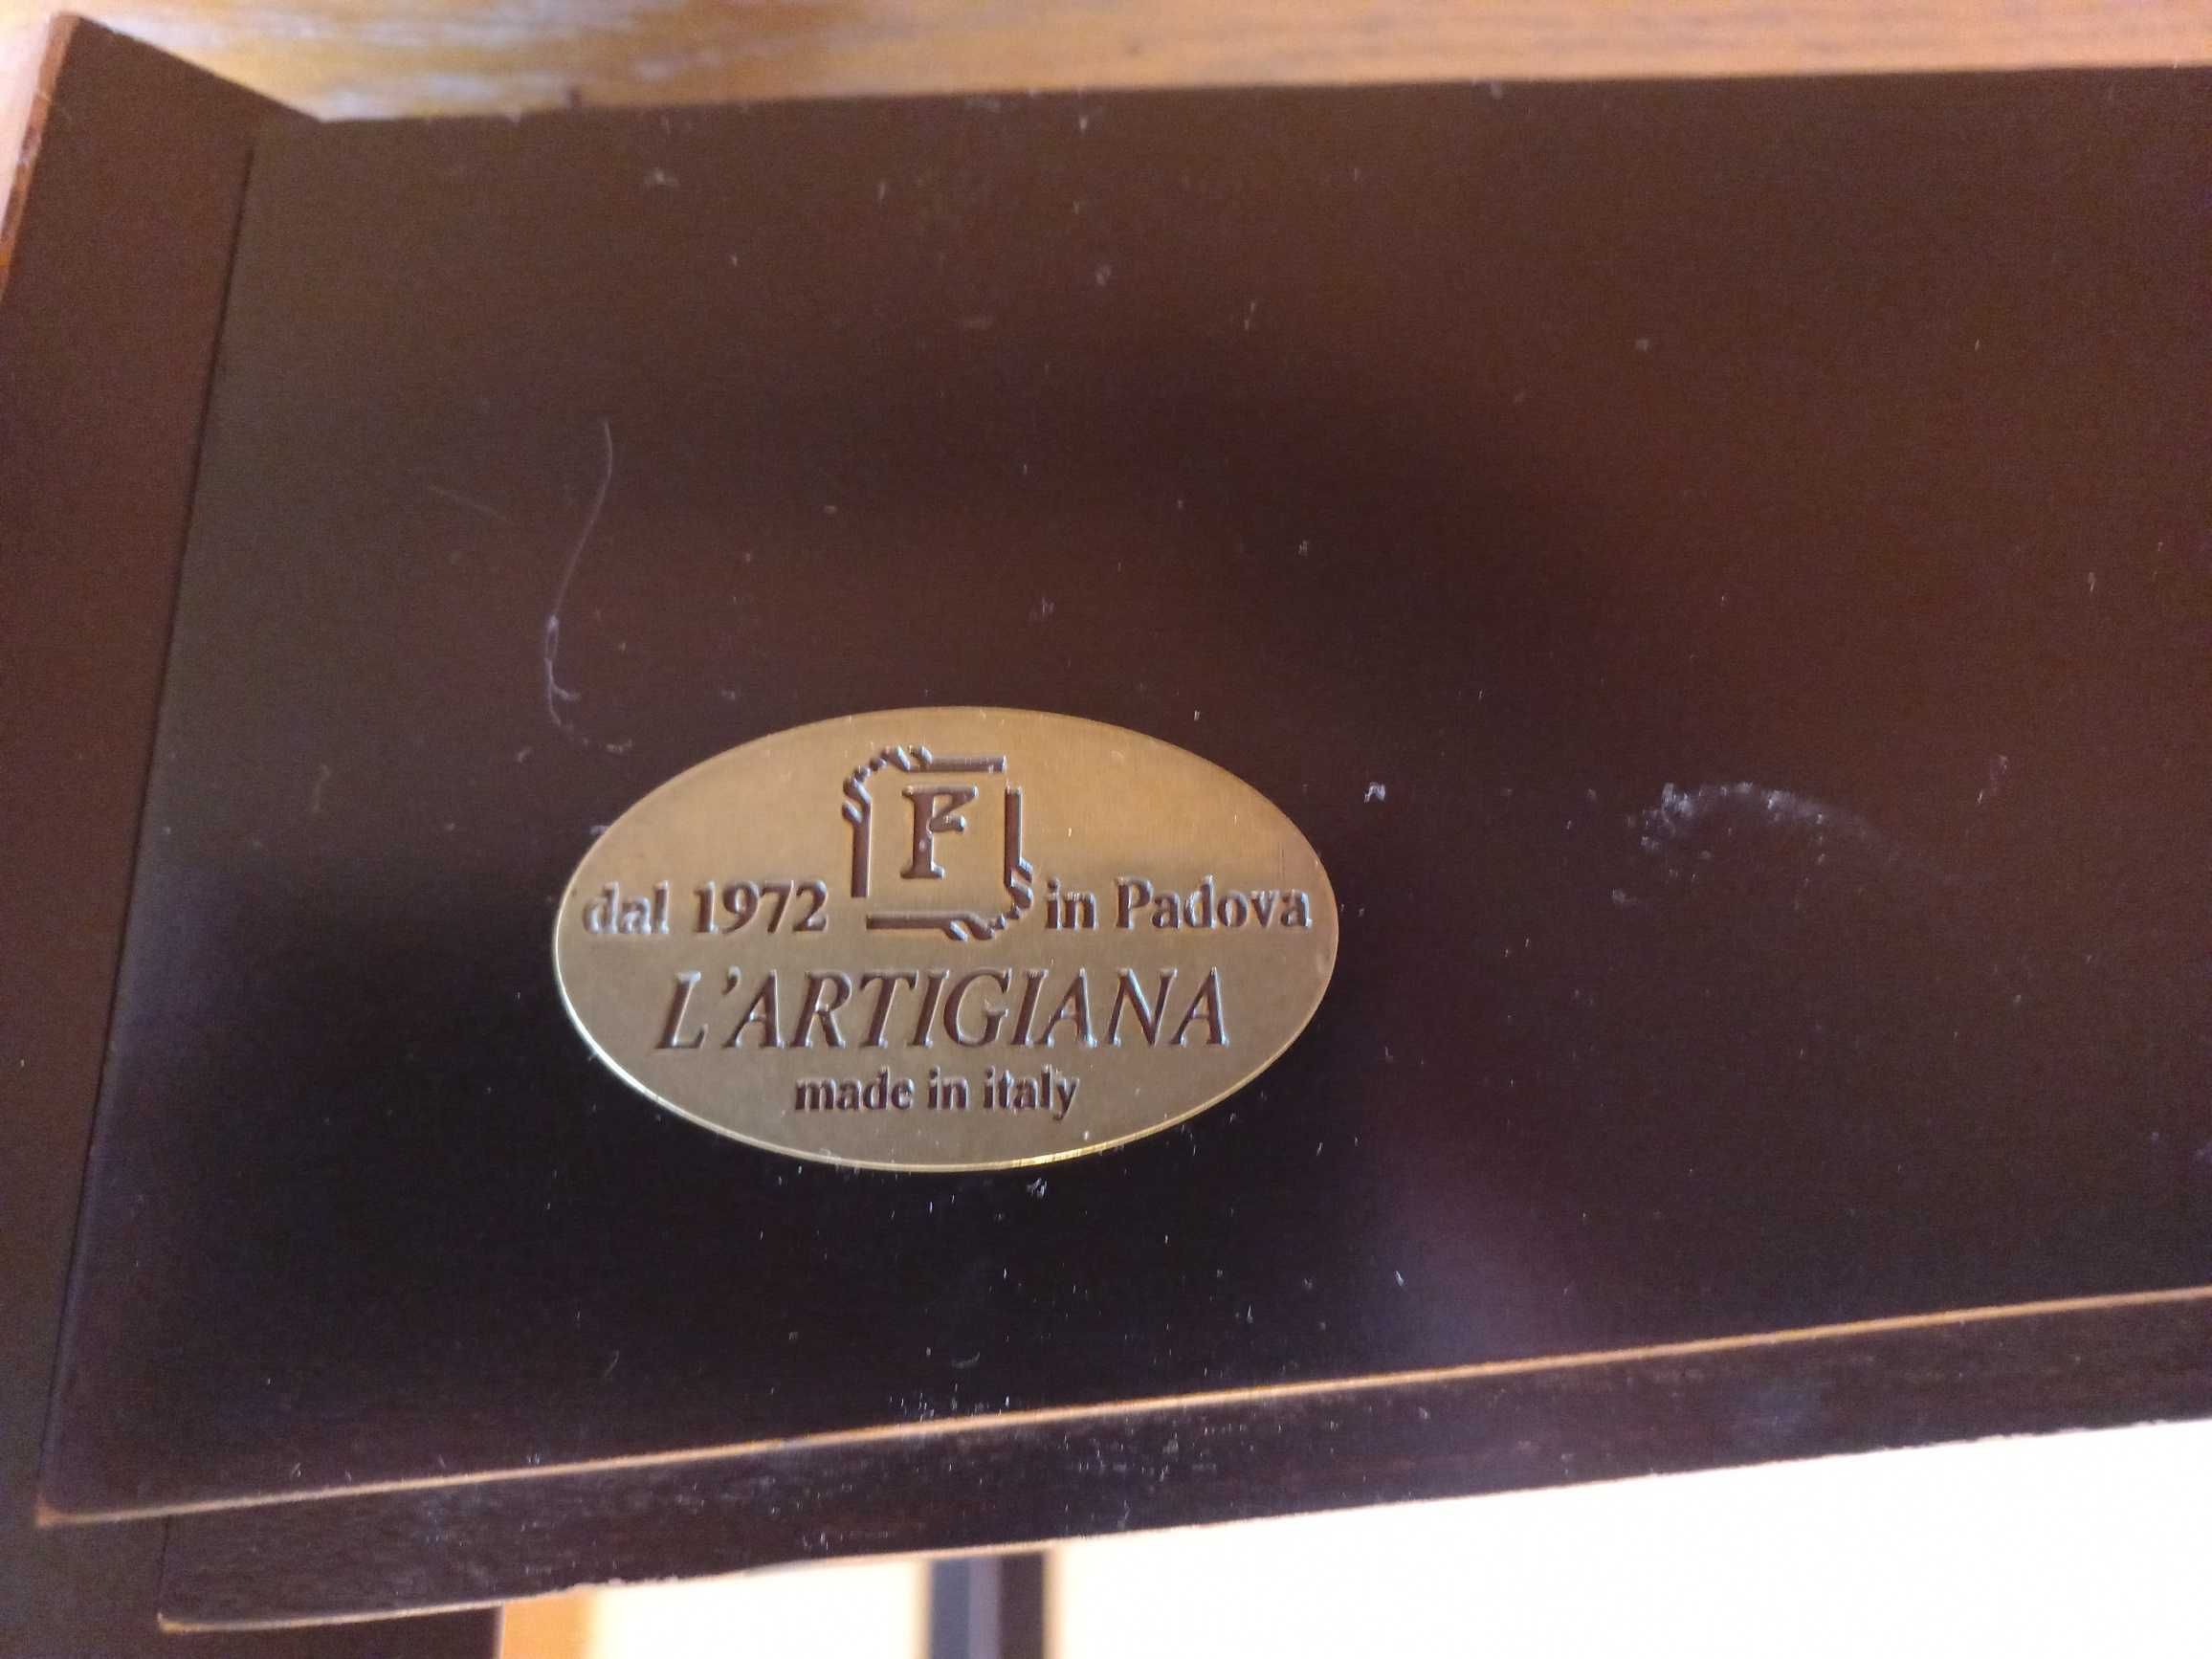 F
dal 1972 in Padova
L'ARTIGIANA
made in italy